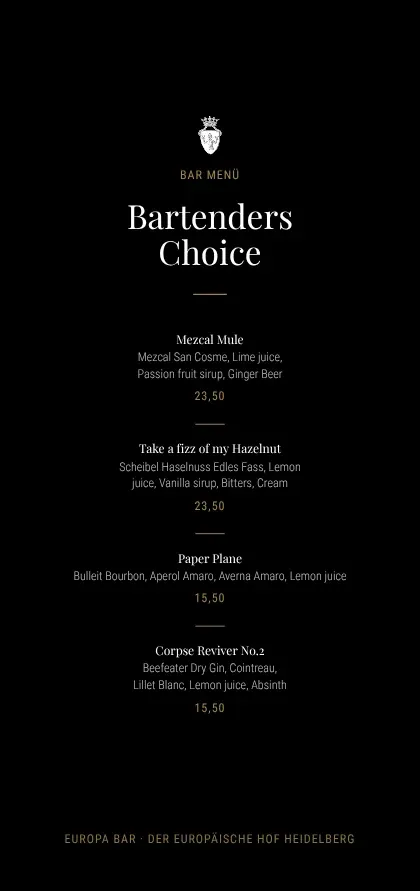 BAR MENÜ
Bartenders
Choice
Mezcal Mule
Mezcal San Cosme, Lime juice,
Passion fruit sirup, Ginger Beer
23,50
Take a fizz of my Hazelnut
Scheibel Haselnuss Edles Fass, Lemon
juice, Vanilla sirup, Bitters, Cream
23,50
Paper Plane
Bulleit Bourbon, Aperol Amaro, Averna Amaro, Lemon juice
15,50
Corpse Reviver No.2
Beefeater Dry Gin, Cointreau,
Lillet Blanc, Lemon juice, Absinth
15,50
EUROPA BAR · DER EUROPÄISCHE HOF HEIDELBERG